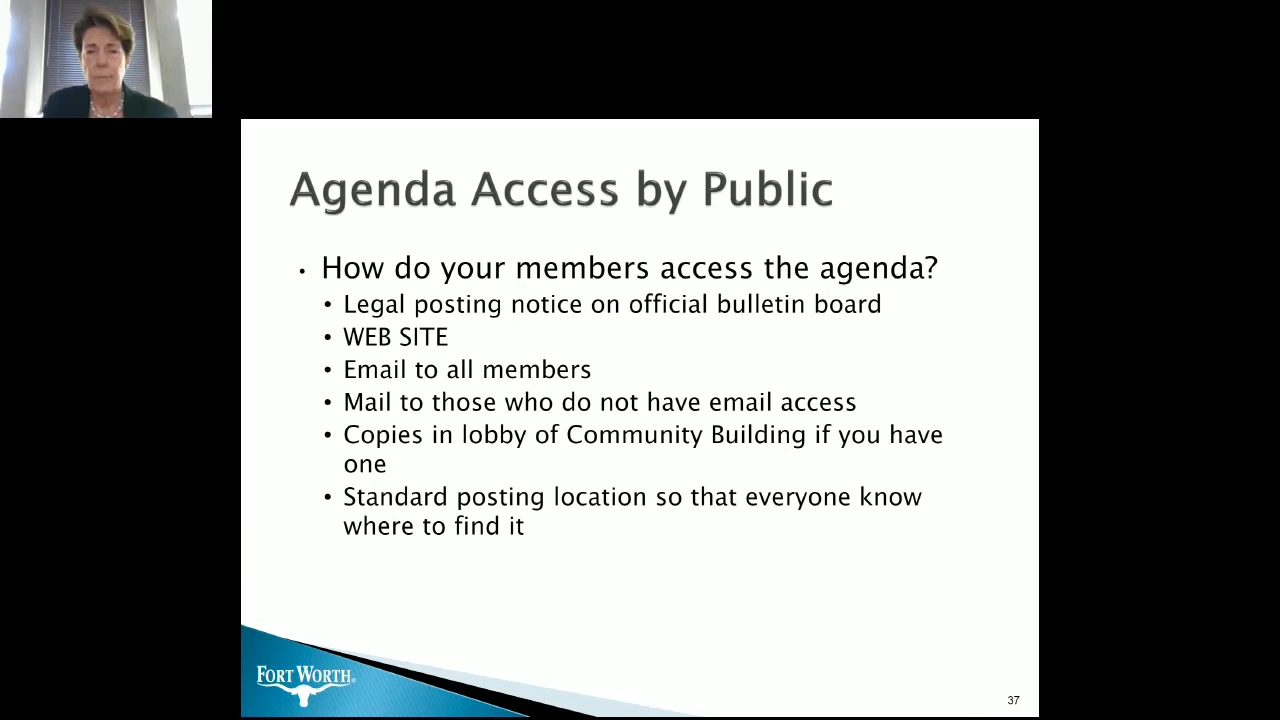 Agenda Access by Public
• How do your members access the agenda?
• Legal posting notice on official bulletin board
• WEB SITE
• Email to all members
• Mail to those who do not have email access
• Copies in lobby of Community Building if you have
one
• Standard posting location so that everyone know
where to find it
FORT WORTH®
37